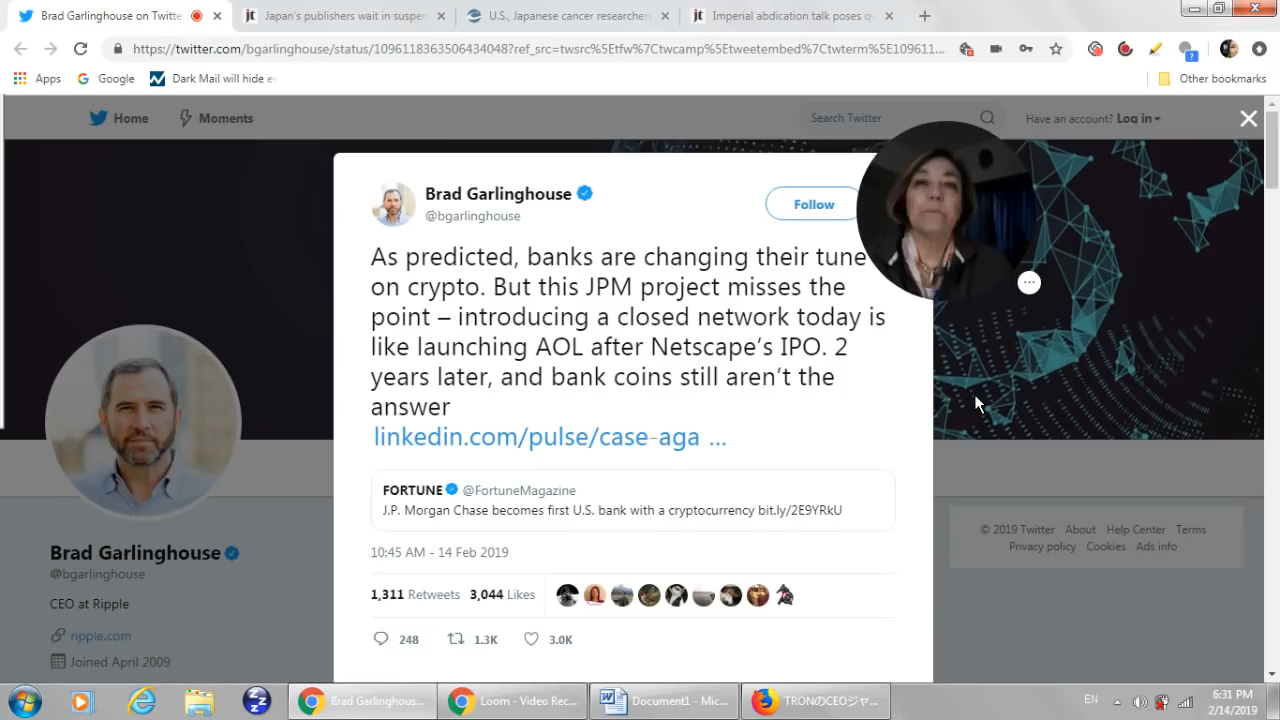 Brad Garlinghouse on Twitte
Japan's publishers wait in suspen
U.S., Japanese cancer researchers
Imperial abdication talk poses q
https://twitter.com/bgarlinghouse/status/1096118363506434048?ref_src=twsrc%5Etfw%7Ctwcamp%5Etweetembed%7Ctwterm%5E109611...
Apps
Google
Dark Mail will hide e
Other bookmarks
Home
Moments
Search Twitter
Have an account? Log in
Brad Garlinghouse
@bgarlinghouse
Follow
As predicted, banks are changing their tune
on crypto. But this JPM project misses the
point – introducing a closed network today is
like launching AOL after Netscape's IPO. 2
years later, and bank coins still aren't the
answer
linkedin.com/pulse/case-aga ...
FORTUNE @FortuneMagazine
J.P. Morgan Chase becomes first U.S. bank with a cryptocurrency bit.ly/2E9YRkU
10:45 AM - 14 Feb 2019
1,311 Retweets 3,044 Likes
248 1.3K 3.0K
Brad Garlinghouse
@bgarlinghouse
CEO at Ripple
ripple.com
Joined April 2009
© 2019 Twitter About Help Center Terms
Privacy policy Cookies Ads info
Brad Garlinghous...
Loom - Video Rec...
Document1 - Mic...
TRONのCEOジャ...
EN
6:31 PM
2/14/2019